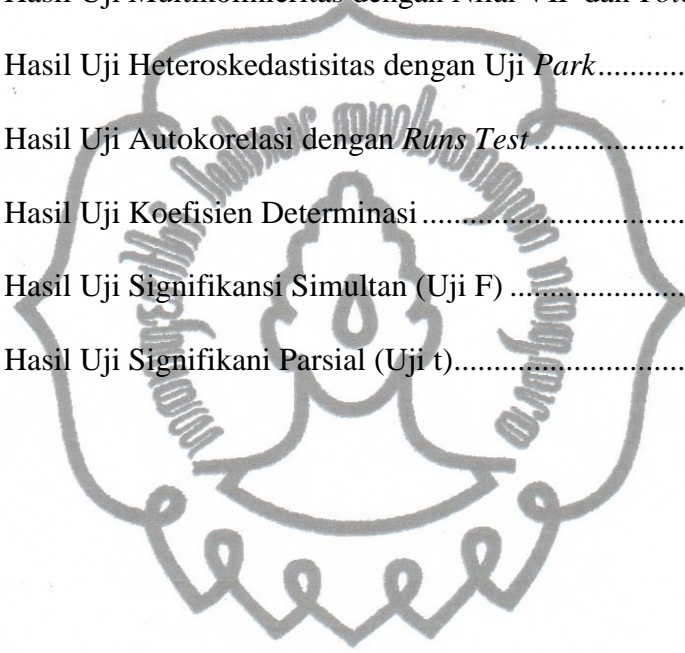 Hasil Uji Heteroskedastisitas dengan Uji Park............
Hasil Uji Autokorelasi dengan Runs Test....................
Hasil Uji Koefisien Determinasi..................................
Hasil Uji Signifikansi Simultan (Uji F).......................
Hasil Uji Signifikani Parsial (Uji t)..............................